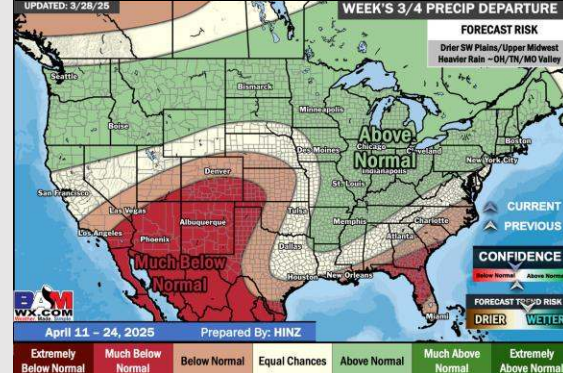 UPDATED: 3/28/25
WEEK'S 3/4 PRECIP DEPARTURE
FORECAST RISK
Drier SW Plains/Upper Midwest
Heavier Rain –OH/TN/MO Valley
Seattle
Bismarck
Minneapolis
Boise
Above
Normal
Chicago
Cleveland
Boston
New York City
Des Moines
Indianapolis
Denver
St. Louis
San Francisco
Las Vegas
Tulsa
CURRENT
Albuquerque
Memphis
Charlotte
PREVIOUS
Los Angeles
Phoenix
Dallas
Atlanta
Much Below
Normal
CONFIDENCE
Below Normal
Above Normal
Houston
New Orleans
FORECAST TREND RISK
BAM
WX.COM
Weather. Made. Simple.
Miami
DRIER
WETTER
April 11 – 24, 2025
Prepared By: HINZ
Extremely
Below Normal
Much Below
Normal
Below Normal
Equal Chances
Above Normal
Much Above
Normal
Extremely
Above Normal